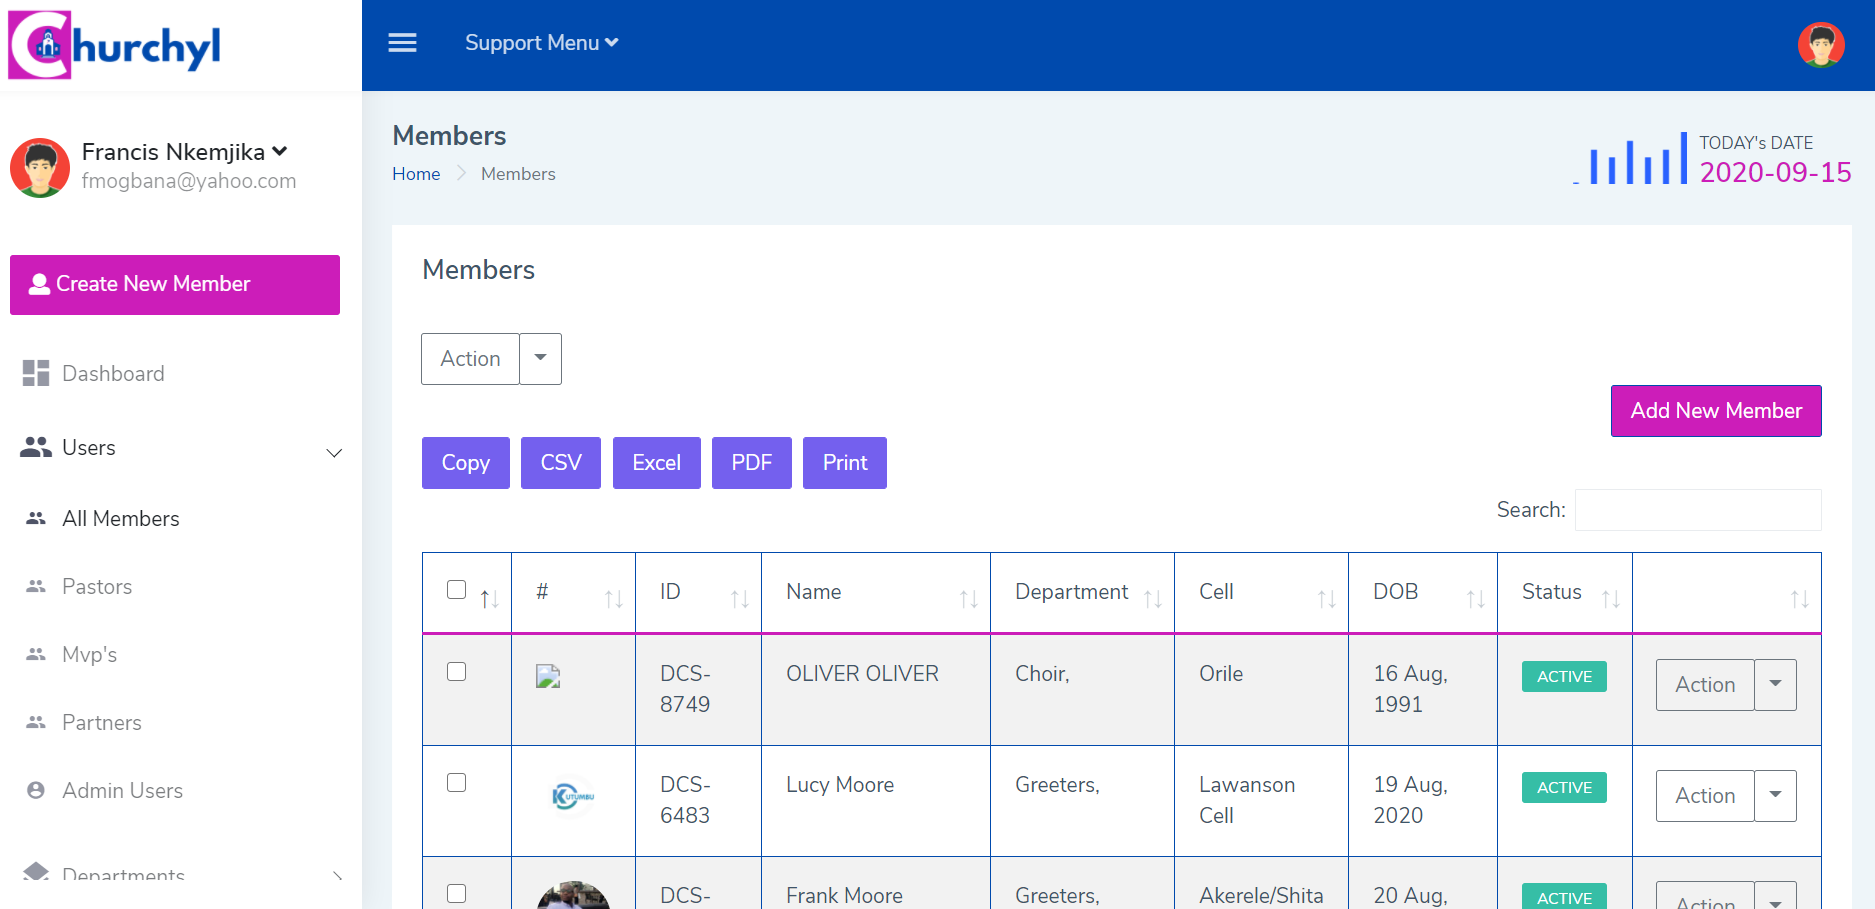 Churchyl
Support Menu
Francis Nkemjika
fmogbana@yahoo.com
Create New Member
Dashboard
Users
All Members
Pastors
Mvp's
Partners
Admin Users
Departments
Members
Home Members
TODAY's DATE
2020-09-15
Members
Action
Add New Member
Copy CSV Excel PDF Print
Search:
# ID Name Department Cell DOB Status
DCS-
8749
OLIVER OLIVER
Choir,
Orile
16 Aug,
1991
ACTIVE
Action
KUTUMBU
DCS-
6483
Lucy Moore
Greeters,
Lawanson
Cell
19 Aug,
2020
ACTIVE
Action
DCS-
Frank Moore
Greeters,
Akerele/Shita
20 Aug,
ACTIVE
Action